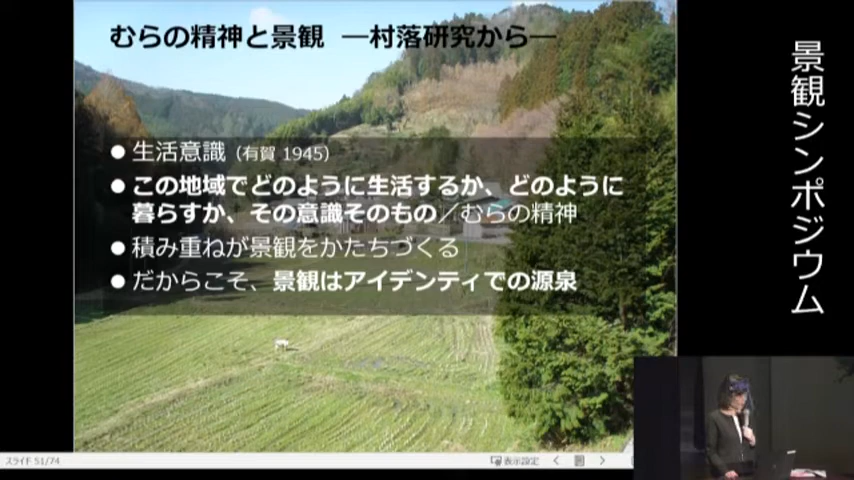 むらの精神と景観 ―村落研究から―
●生活意識（有賀 1945）
●この地域でどのように生活するか、どのように
暮らすか、その意識そのもの／むらの精神
●積み重ねが景観をかたちづくる
●だからこそ、景観はアイデンティでの源泉
景観シンポジウム
スライド 51/74
表示設定